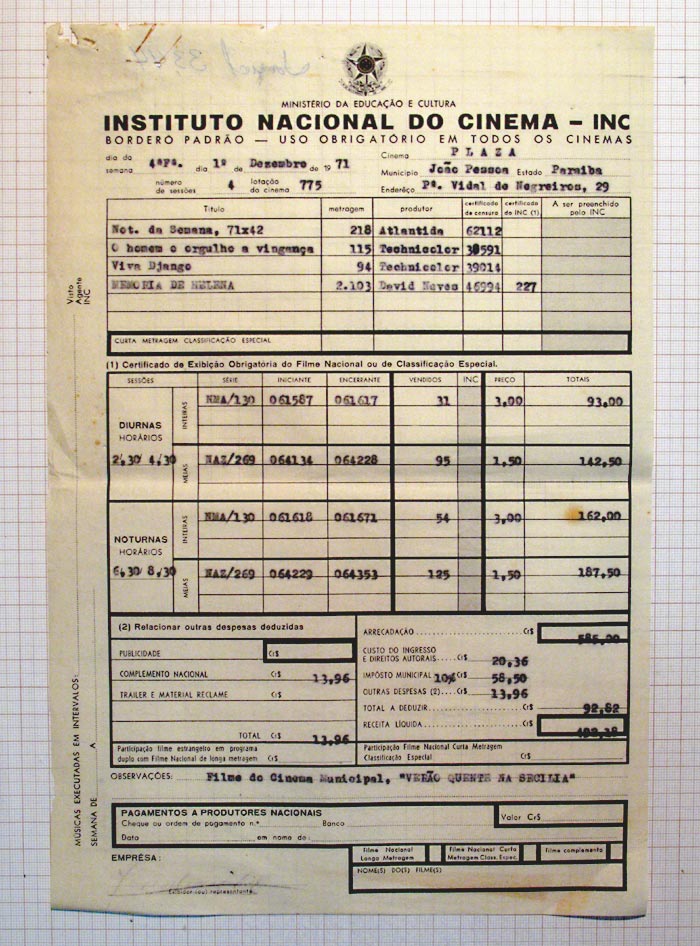 MINISTÉRIO DA EDUCAÇÃO E CULTURA
INSTITUTO NACIONAL DO CINEMA – INC
BORDERÔ PADRÃO — USO OBRIGATÓRIO EM TODOS OS CINEMAS
dia da semana 4ªFª. dia 1º de Dezembro de 1971 Cinema PLAZA
Município João Pessoa Estado Paraiba
número de sessões 4 lotação do cinema 775 Endereço Pª. Vidal de Negreiros, 29
Título metragem produtor certificado de censura certificado do INC (1). A ser preenchido pelo INC
Not. da Semana, 71x42 218 Atlantida 62112
O homem o orgulho a vingança 115 Technicolor 38591
Viva Django 94 Technicolor 39014
MEMORIA DE HELENA 2.103 David Neves 46994 227
CURTA METRAGEM CLASSIFICAÇÃO ESPECIAL
Visto Agente INC
(1) Certificado de Exibição Obrigatória do Filme Nacional ou de Classificação Especial.
SESSÕES SÉRIE INICIANTE ENCERRANTE VENDIDOS INC PREÇO TOTAIS
DIURNAS HORÁRIOS
INTEIRAS NMA/130 061587 061617 31 3,00 93,00
2,30/ 4,30 MEIAS NAZ/269 064134 064228 95 1,50 142,50
NOTURNAS HORÁRIOS
INTEIRAS NMA/130 061618 061671 54 3,00 162,00
6,30/ 8,30 MEIAS NAZ/269 064229 064353 125 1,50 187,50
(2) Relacionar outras despesas deduzidas
PUBLICIDADE Cr$
COMPLEMENTO NACIONAL Cr$ 13,96
TRAILER E MATERIAL RECLAME Cr$
TOTAL Cr$ 13,96
Participação filme estrangeiro em programa
duplo com Filme Nacional de longa metragem Cr$
ARRECADAÇÃO Cr$ 585,00
CUSTO DO INGRESSO
E DIREITOS AUTORAIS Cr$ 20,36
IMPÔSTO MUNICIPAL 10% Cr$ 58,50
OUTRAS DESPESAS (2) Cr$ 13,96
TOTAL A DEDUZIR Cr$ 92,82
RECEITA LÍQUIDA Cr$ 492,18
Participação Filme Nacional Curta Metragem
Classificação Especial Cr$
OBSERVAÇÕES: Filme do Cinema Municipal, "VERÃO QUENTE NA SECILIA"
MÚSICAS EXECUTADAS EM INTERVALOS:
SEMANA DE A
PAGAMENTOS A PRODUTORES NACIONAIS
Cheque ou ordem de pagamento n.º Banco Valor Cr$
Data em nome de:
EMPRÊSA:
Exibidor (ou) representante
Filme Nacional Longa Metragem
Filme Nacional Curta Metragem Class. Espec.
Filme complemento
NOME(S) DO(S) FILME(S)